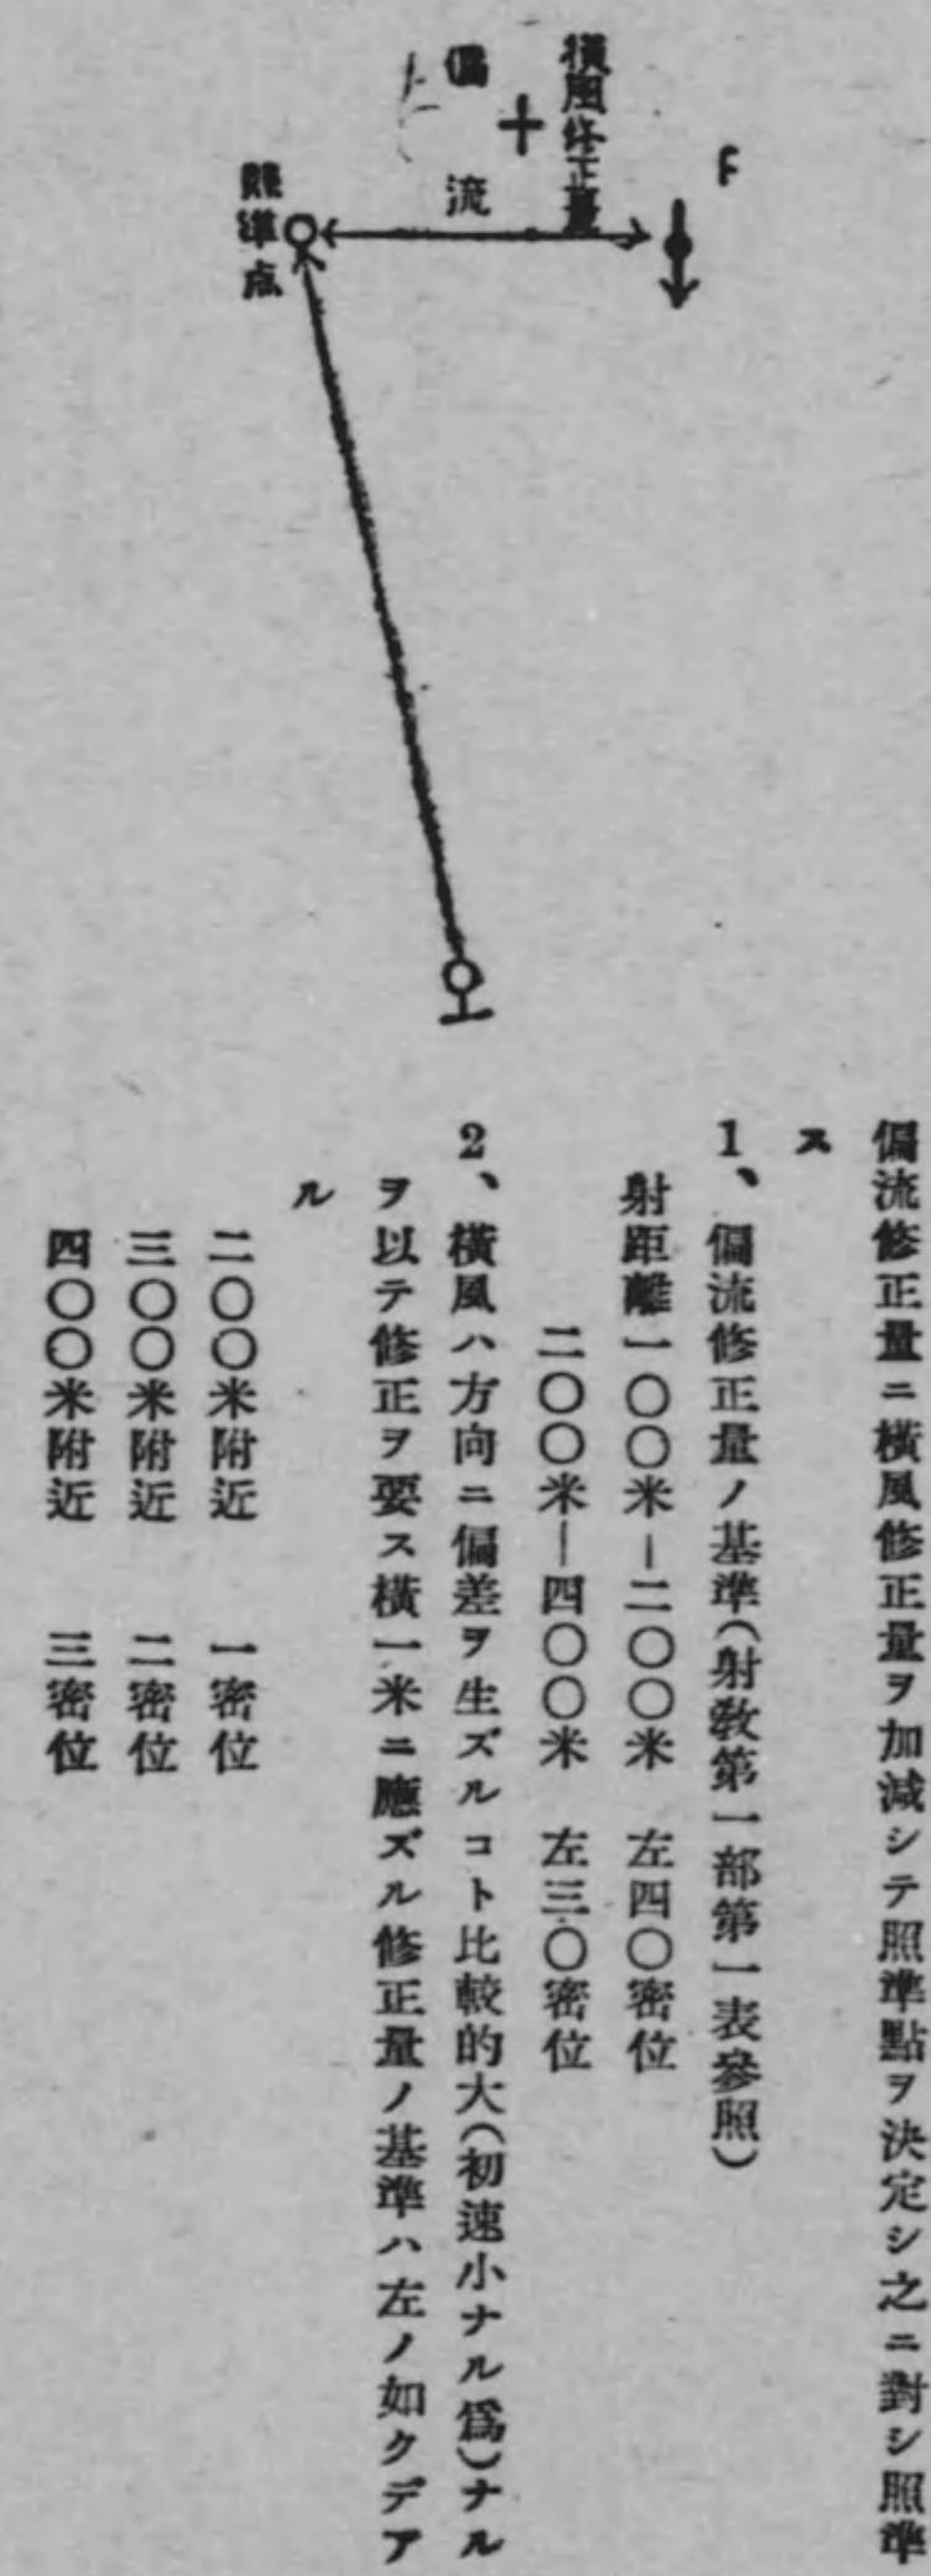 偏流修正量ニ横風修正量ヲ加減シテ照準點ヲ決定シ之ニ對シ照準
ス
1、偏流修正量ノ基準(射敎第一部第一表參照)
射距離一〇〇米―二〇〇米 左四〇密位
二〇〇米―四〇〇米 左三〇密位
2、橫風ハ方向ニ偏差ヲ生ズルコト比較的大(初速小ナル爲)ナル
ヲ以テ修正ヲ要ス橫一米ニ應ズル修正量ノ基準ハ左ノ如クデア
ル
二〇〇米附近 一密位
三〇〇米附近 二密位
四〇〇米附近 三密位
橫風修正量
+
偏流
照準点